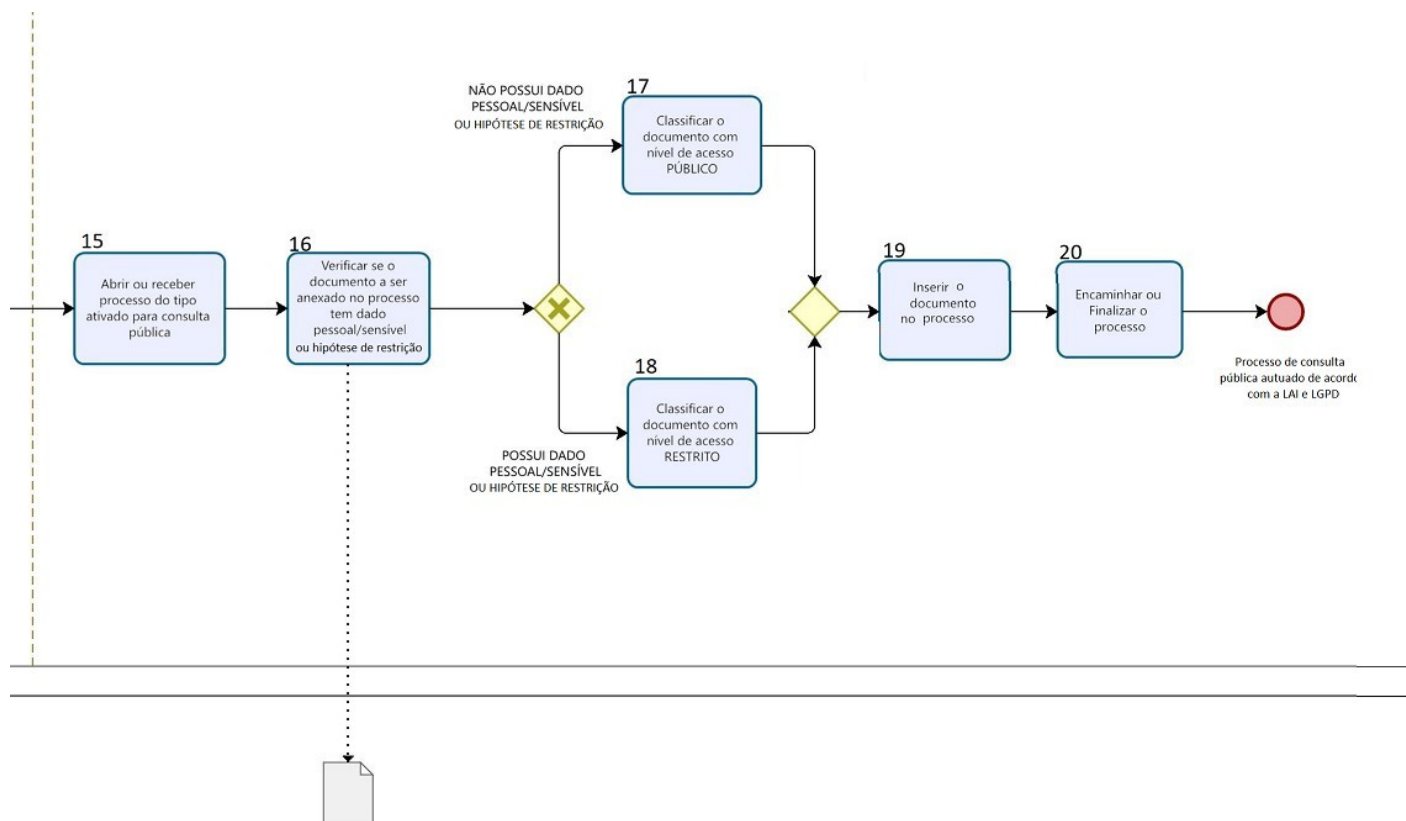 15
Abrir ou receber
processo do tipo
ativado para consulta
pública
16
Verificar se o
documento a ser
anexado no processo
tem dado
pessoal/sensível
ou hipótese de restrição
NÃO POSSUI DADO
PESSOAL/SENSÍVEL
OU HIPÓTESE DE RESTRIÇÃO
17
Classificar o
documento com
nível de acesso
PÚBLICO
POSSUI DADO
PESSOAL/SENSÍVEL
OU HIPÓTESE DE RESTRIÇÃO
18
Classificar o
documento com
nível de acesso
RESTRITO
19
Inserir o
documento
no processo
20
Encaminhar ou
Finalizar o
processo
Processo de consulta
pública autuado de acordo
com a LAI e LGPD